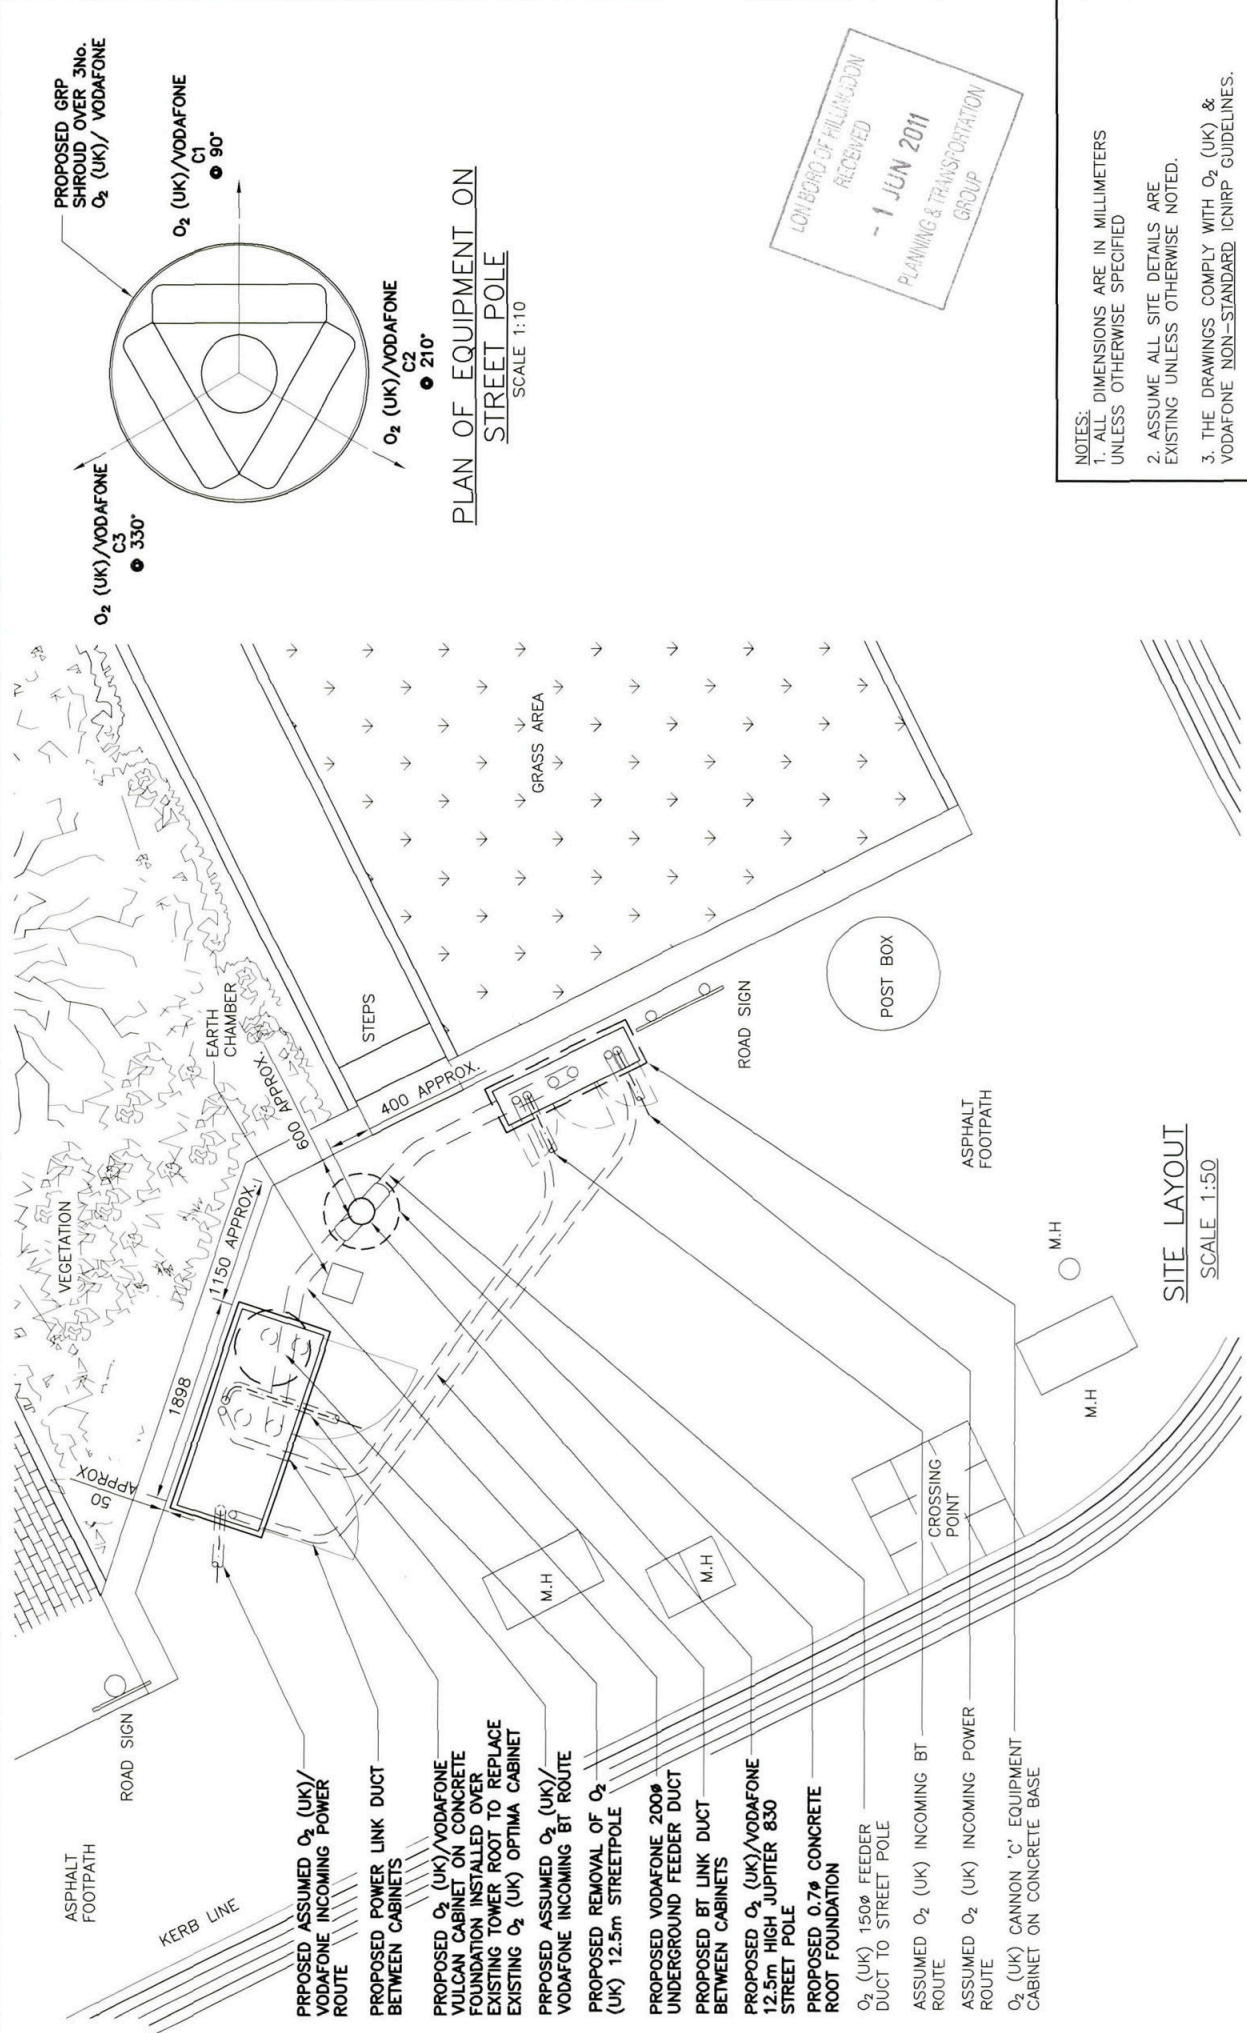 PROPOSED GRP
SHROUD OVER 3No.
O₂ (UK)/ VODAFONE
O₂ (UK)/VODAFONE
C1
@ 90°
O₂ (UK)/VODAFONE
C2
@ 210°
O₂ (UK)/VODAFONE
C3
@ 330°
PLAN OF EQUIPMENT ON
STREET POLE
SCALE 1:10
LON BORO OF HILLINGDON
RECEIVED
- 1 JUN 2011
PLANNING & TRANSPORTATION
GROUP
NOTES:
1. ALL DIMENSIONS ARE IN MILLIMETERS
UNLESS OTHERWISE SPECIFIED
2. ASSUME ALL SITE DETAILS ARE
EXISTING UNLESS OTHERWISE NOTED.
3. THE DRAWINGS COMPLY WITH O₂ (UK) &
VODAFONE NON-STANDARD ICNIRP GUIDELINES.
ASPHALT
FOOTPATH
ROAD SIGN
KERB LINE
VEGETATION
50
APPROX
1898
1150 APPROX.
EARTH
CHAMBER
600 APPROX.
400 APPROX.
STEPS
GRASS AREA
ROAD SIGN
POST BOX
ASPHALT
FOOTPATH
M.H
M.H
CROSSING
POINT
M.H
M.H
SITE LAYOUT
SCALE 1:50
PROPOSED ASSUMED O₂ (UK)/
VODAFONE INCOMING POWER
ROUTE
PROPOSED POWER LINK DUCT
BETWEEN CABINETS
PROPOSED O₂ (UK)/VODAFONE
VULCAN CABINET ON CONCRETE
FOUNDATION INSTALLED OVER
EXISTING TOWER ROOT TO REPLACE
EXISTING O₂ (UK) OPTIMA CABINET
PRPOSED ASSUMED O₂ (UK)/
VODAFONE INCOMING BT ROUTE
PROPOSED REMOVAL OF O₂
(UK) 12.5m STREETPOLE
PROPOSED VODAFONE 200ø
UNDERGROUND FEEDER DUCT
PROPOSED BT LINK DUCT
BETWEEN CABINETS
PROPOSED O₂ (UK)/VODAFONE
12.5m HIGH JUPITER 830
STREET POLE
PROPOSED 0.7ø CONCRETE
ROOT FOUNDATION
O₂ (UK) 150ø FEEDER
DUCT TO STREET POLE
ASSUMED O₂ (UK) INCOMING BT
ROUTE
ASSUMED O₂ (UK) INCOMING POWER
ROUTE
O₂ (UK) CANNON 'C' EQUIPMENT
CABINET ON CONCRETE BASE